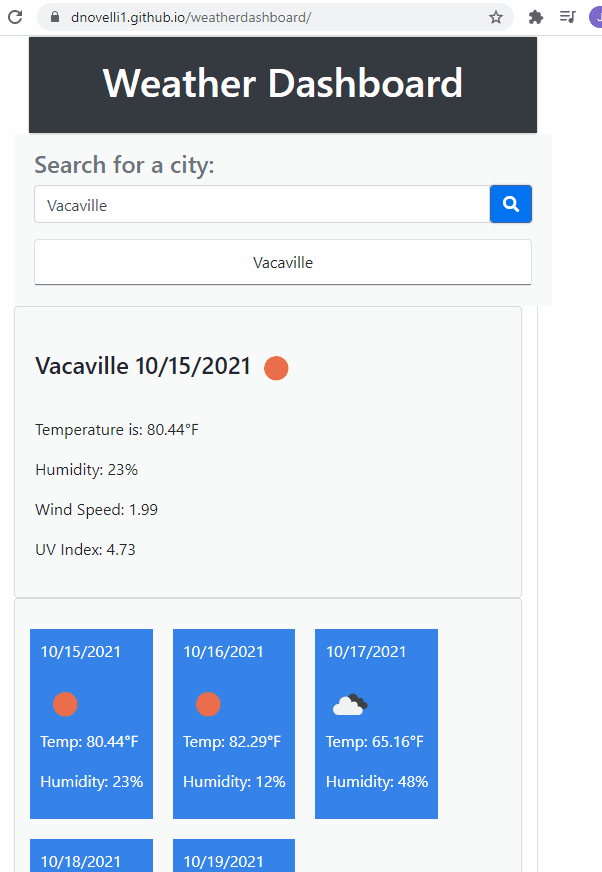 dnovelli1.github.io/weatherdashboard/
Weather Dashboard
Search for a city:
Vacaville
Vacaville
Vacaville 10/15/2021
Temperature is: 80.44°F
Humidity: 23%
Wind Speed: 1.99
UV Index: 4.73
10/15/2021 10/16/2021 10/17/2021
Temp: 80.44°F Temp: 82.29°F Temp: 65.16°F
Humidity: 23% Humidity: 12% Humidity: 48%
10/18/2021 10/19/2021